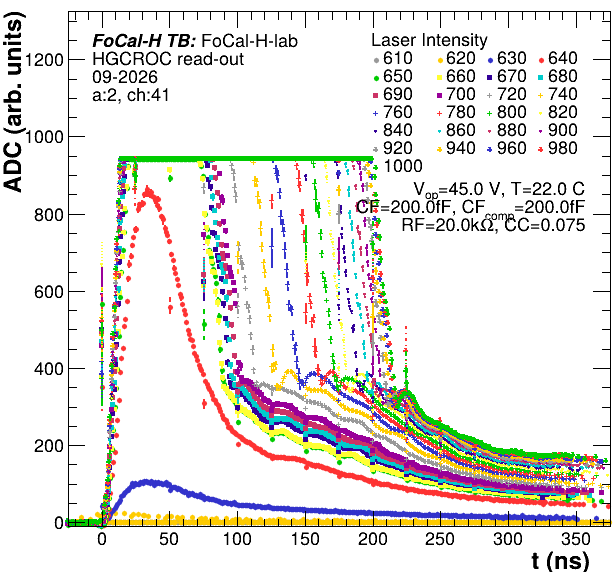 FoCal-H TB: FoCal-H-lab
HGCROC read-out
09-2026
a:2, ch:41
Laser Intensity
610 620 630 640
650 660 670 680
690 700 720 740
760 780 800 820
840 860 880 900
920 940 960 980
1000
Vop=45.0 V, T=22.0 C
CF=200.0fF, CFcomp=200.0fF
RF=20.0kΩ, CC=0.075
ADC (arb. units)
1200
1000
800
600
400
200
0
0 50 100 150 200 250 300 350
t (ns)